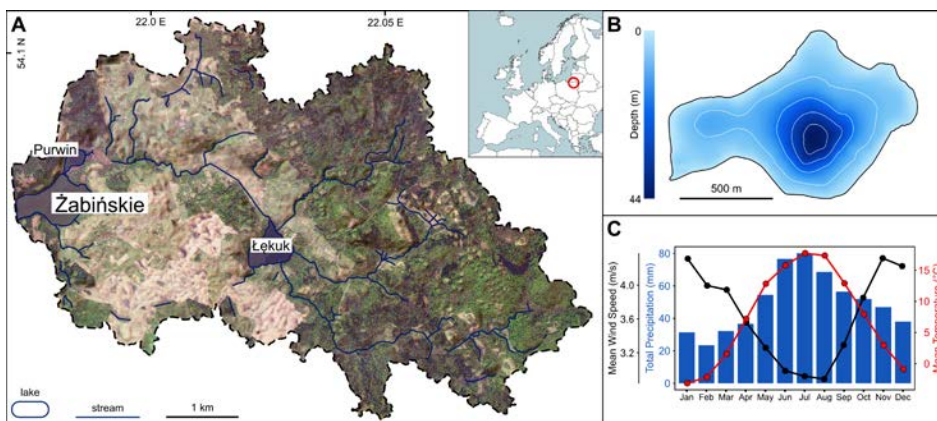 A
22.0 E
22.05 E
54.1 N
Purwin
Żabińskie
Łękuk
lake
stream
1 km
B
0
Depth (m)
44
500 m
C
Mean Wind Speed (m/s)
4.0
3.6
3.2
Total Precipitation (mm)
80
60
40
20
0
15
10
5
0
Mean Temperature (°C)
Jan Feb Mar Apr May Jun Jul Aug Sep Oct Nov Dec